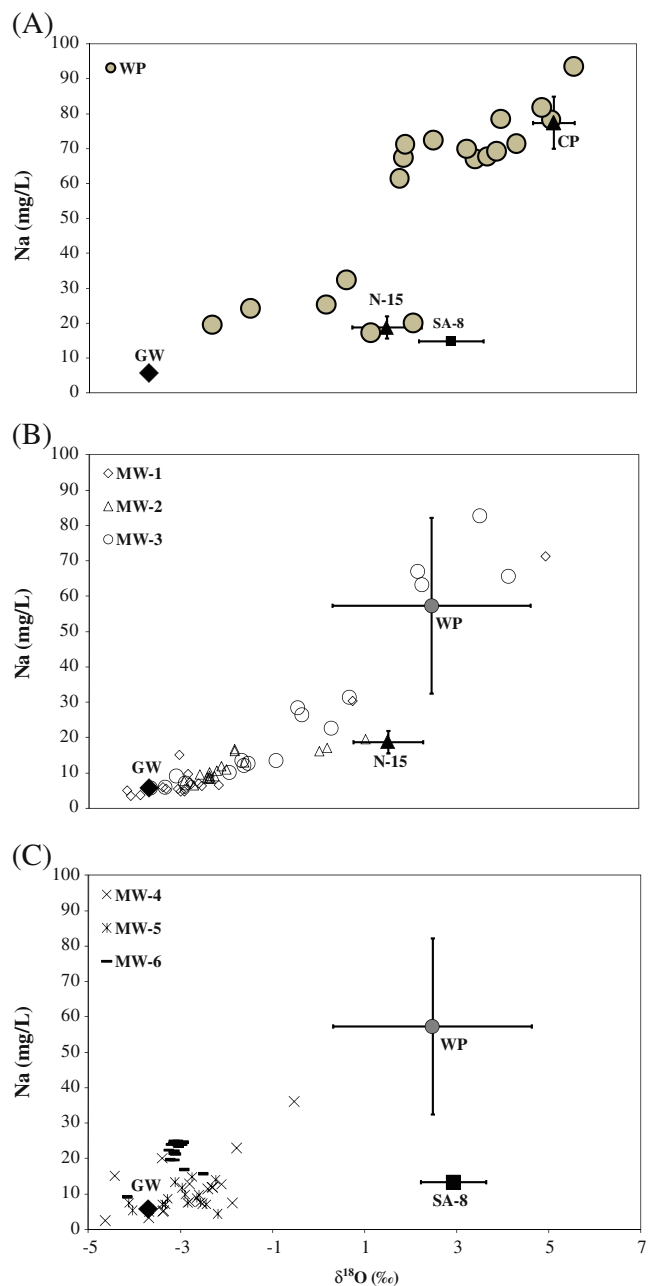 (A)
100
90
80
70
60
50
40
30
20
10
0
Na (mg/L)
WP
CP
N-15
SA-8
GW
(B)
100
90
80
70
60
50
40
30
20
10
0
Na (mg/L)
MW-1
MW-2
MW-3
WP
GW
N-15
(C)
100
90
80
70
60
50
40
30
20
10
0
Na (mg/L)
MW-4
MW-5
MW-6
WP
GW
SA-8
-5 -3 -1 1 3 5 7
δ¹⁸O (‰)